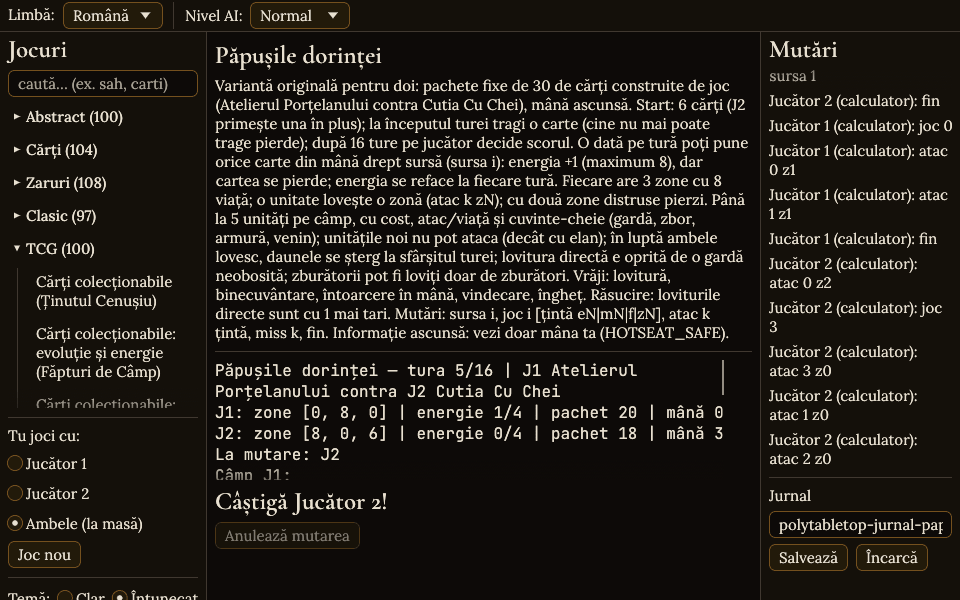 Limbă: Română ▼ Nivel AI: Normal ▼
Jocuri
caută... (ex. sah, carti)
▸ Abstract (100)
▸ Cărți (104)
▸ Zaruri (108)
▸ Clasic (97)
▾ TCG (100)
Cărți colecționabile
(Ținutul Cenușiu)
Cărți colecționabile:
evoluție și energie
(Făpturi de Câmp)
Cărți colecționabile:
Tu joci cu:
Jucător 1
Jucător 2
Ambele (la masă)
Joc nou
Temă: Clar Întunecat
Păpușile dorinței
Variantă originală pentru doi: pachete fixe de 30 de cărți construite de joc
(Atelierul Porțelanului contra Cutia Cu Chei), mână ascunsă. Start: 6 cărți (J2
primește una în plus); la începutul turei tragi o carte (cine nu mai poate
trage pierde); după 16 ture pe jucător decide scorul. O dată pe tură poți pune
orice carte din mână drept sursă (sursa i): energia +1 (maximum 8), dar
cartea se pierde; energia se reface la fiecare tură. Fiecare are 3 zone cu 8
viață; o unitate lovește o zonă (atac k zN); cu două zone distruse pierzi. Până
la 5 unități pe câmp, cu cost, atac/viață și cuvinte-cheie (gardă, zbor,
armură, venin); unitățile noi nu pot ataca (decât cu elan); în luptă ambele
lovesc, daunele se șterg la sfârșitul turei; lovitura directă e oprită de o gardă
neobosită; zburătorii pot fi loviți doar de zburători. Vrăji: lovitură,
binecuvântare, întoarcere în mână, vindecare, îngheț. Răsucire: loviturile
directe sunt cu 1 mai tari. Mutări: sursa i, joc i [țintă eN|mN|f|zN], atac k
țintă, miss k, fin. Informație ascunsă: vezi doar mâna ta (HOTSEAT_SAFE).
Păpușile dorinței — tura 5/16 | J1 Atelierul
Porțelanului contra J2 Cutia Cu Chei
J1: zone [0, 8, 0] | energie 1/4 | pachet 20 | mână 0
J2: zone [8, 0, 6] | energie 0/4 | pachet 18 | mână 3
La mutare: J2
Câmp J1:
Câștigă Jucător 2!
Anulează mutarea
Mutări
sursa 1
Jucător 2 (calculator): fin
Jucător 1 (calculator): joc 0
Jucător 1 (calculator): atac
0 z1
Jucător 1 (calculator): atac
1 z1
Jucător 1 (calculator): fin
Jucător 2 (calculator):
atac 0 z2
Jucător 2 (calculator): joc
3
Jucător 2 (calculator):
atac 3 z0
Jucător 2 (calculator):
atac 1 z0
Jucător 2 (calculator):
atac 2 z0
Jurnal
polytabletop-jurnal-pap
Salvează Încarcă